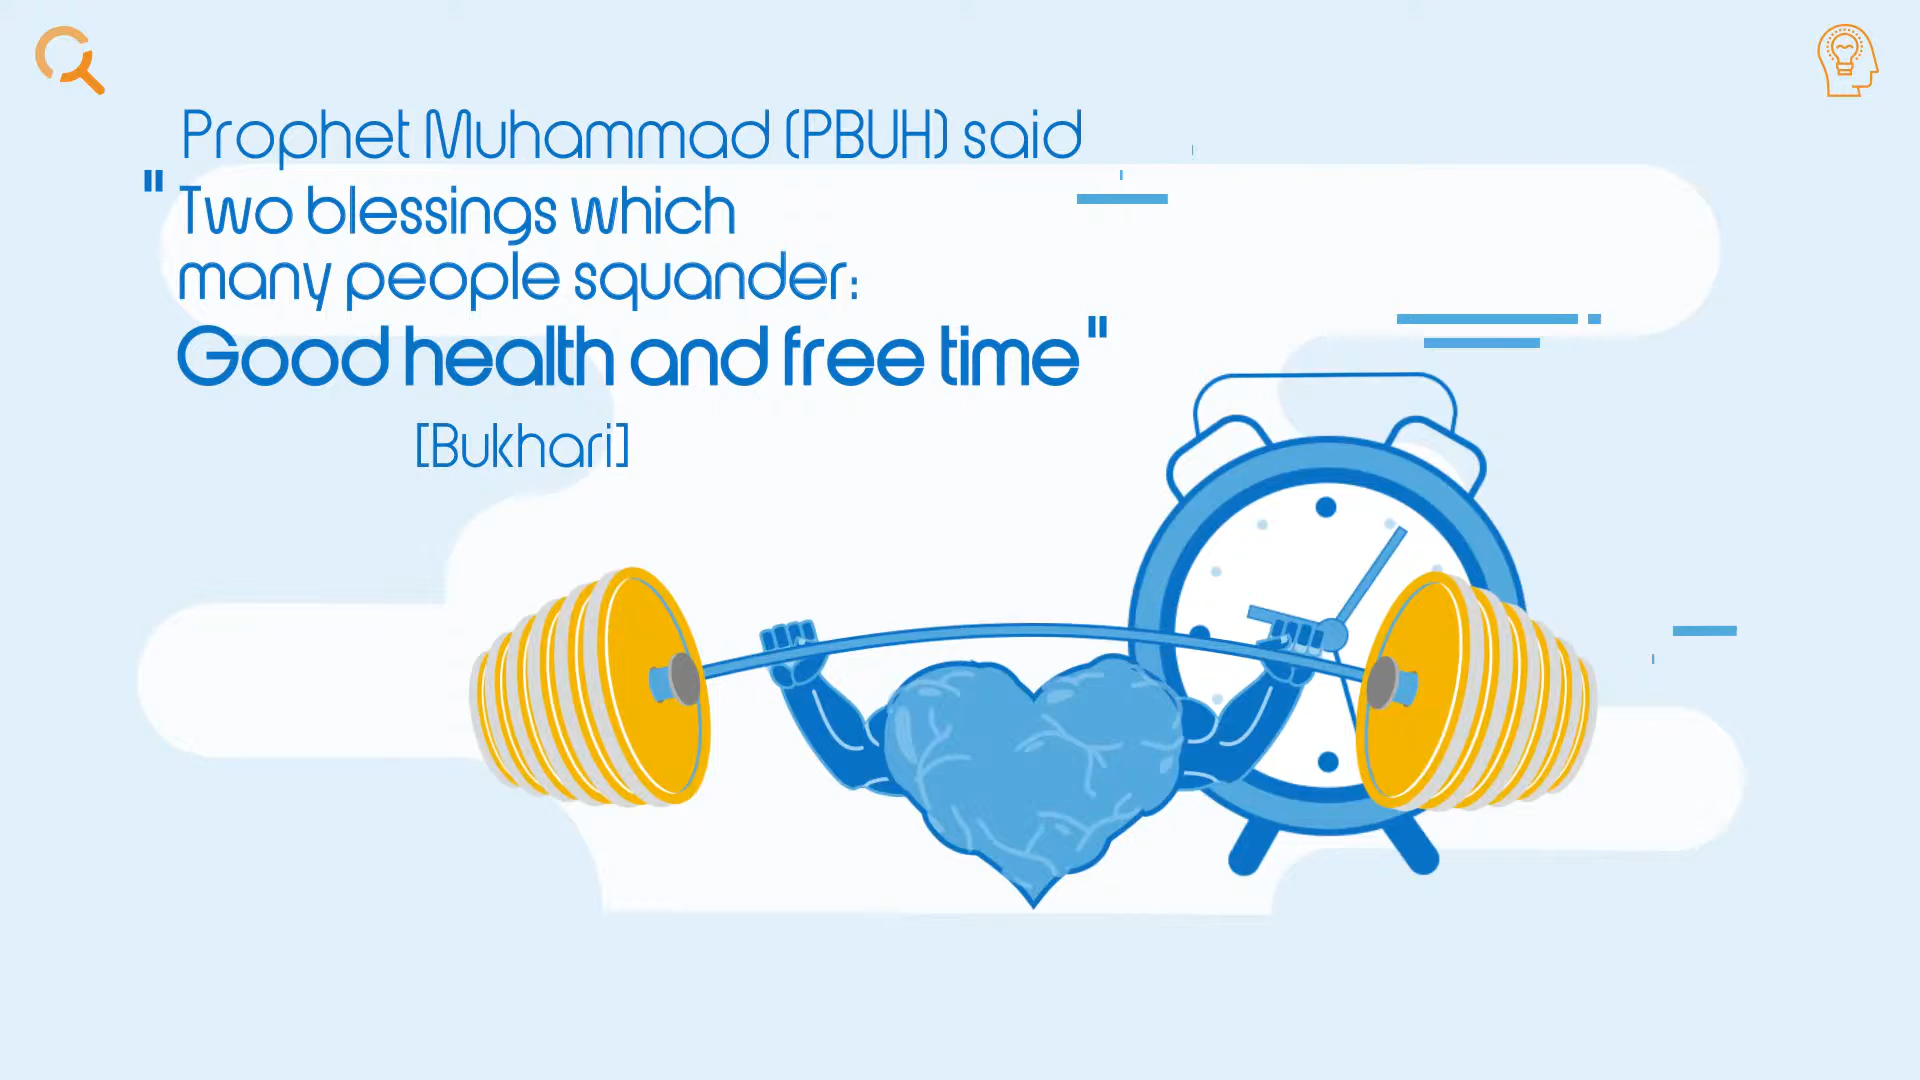 Prophet Muhammad (PBUH) said
"Two blessings which
many people squander:
Good health and free time"
[Bukhari]